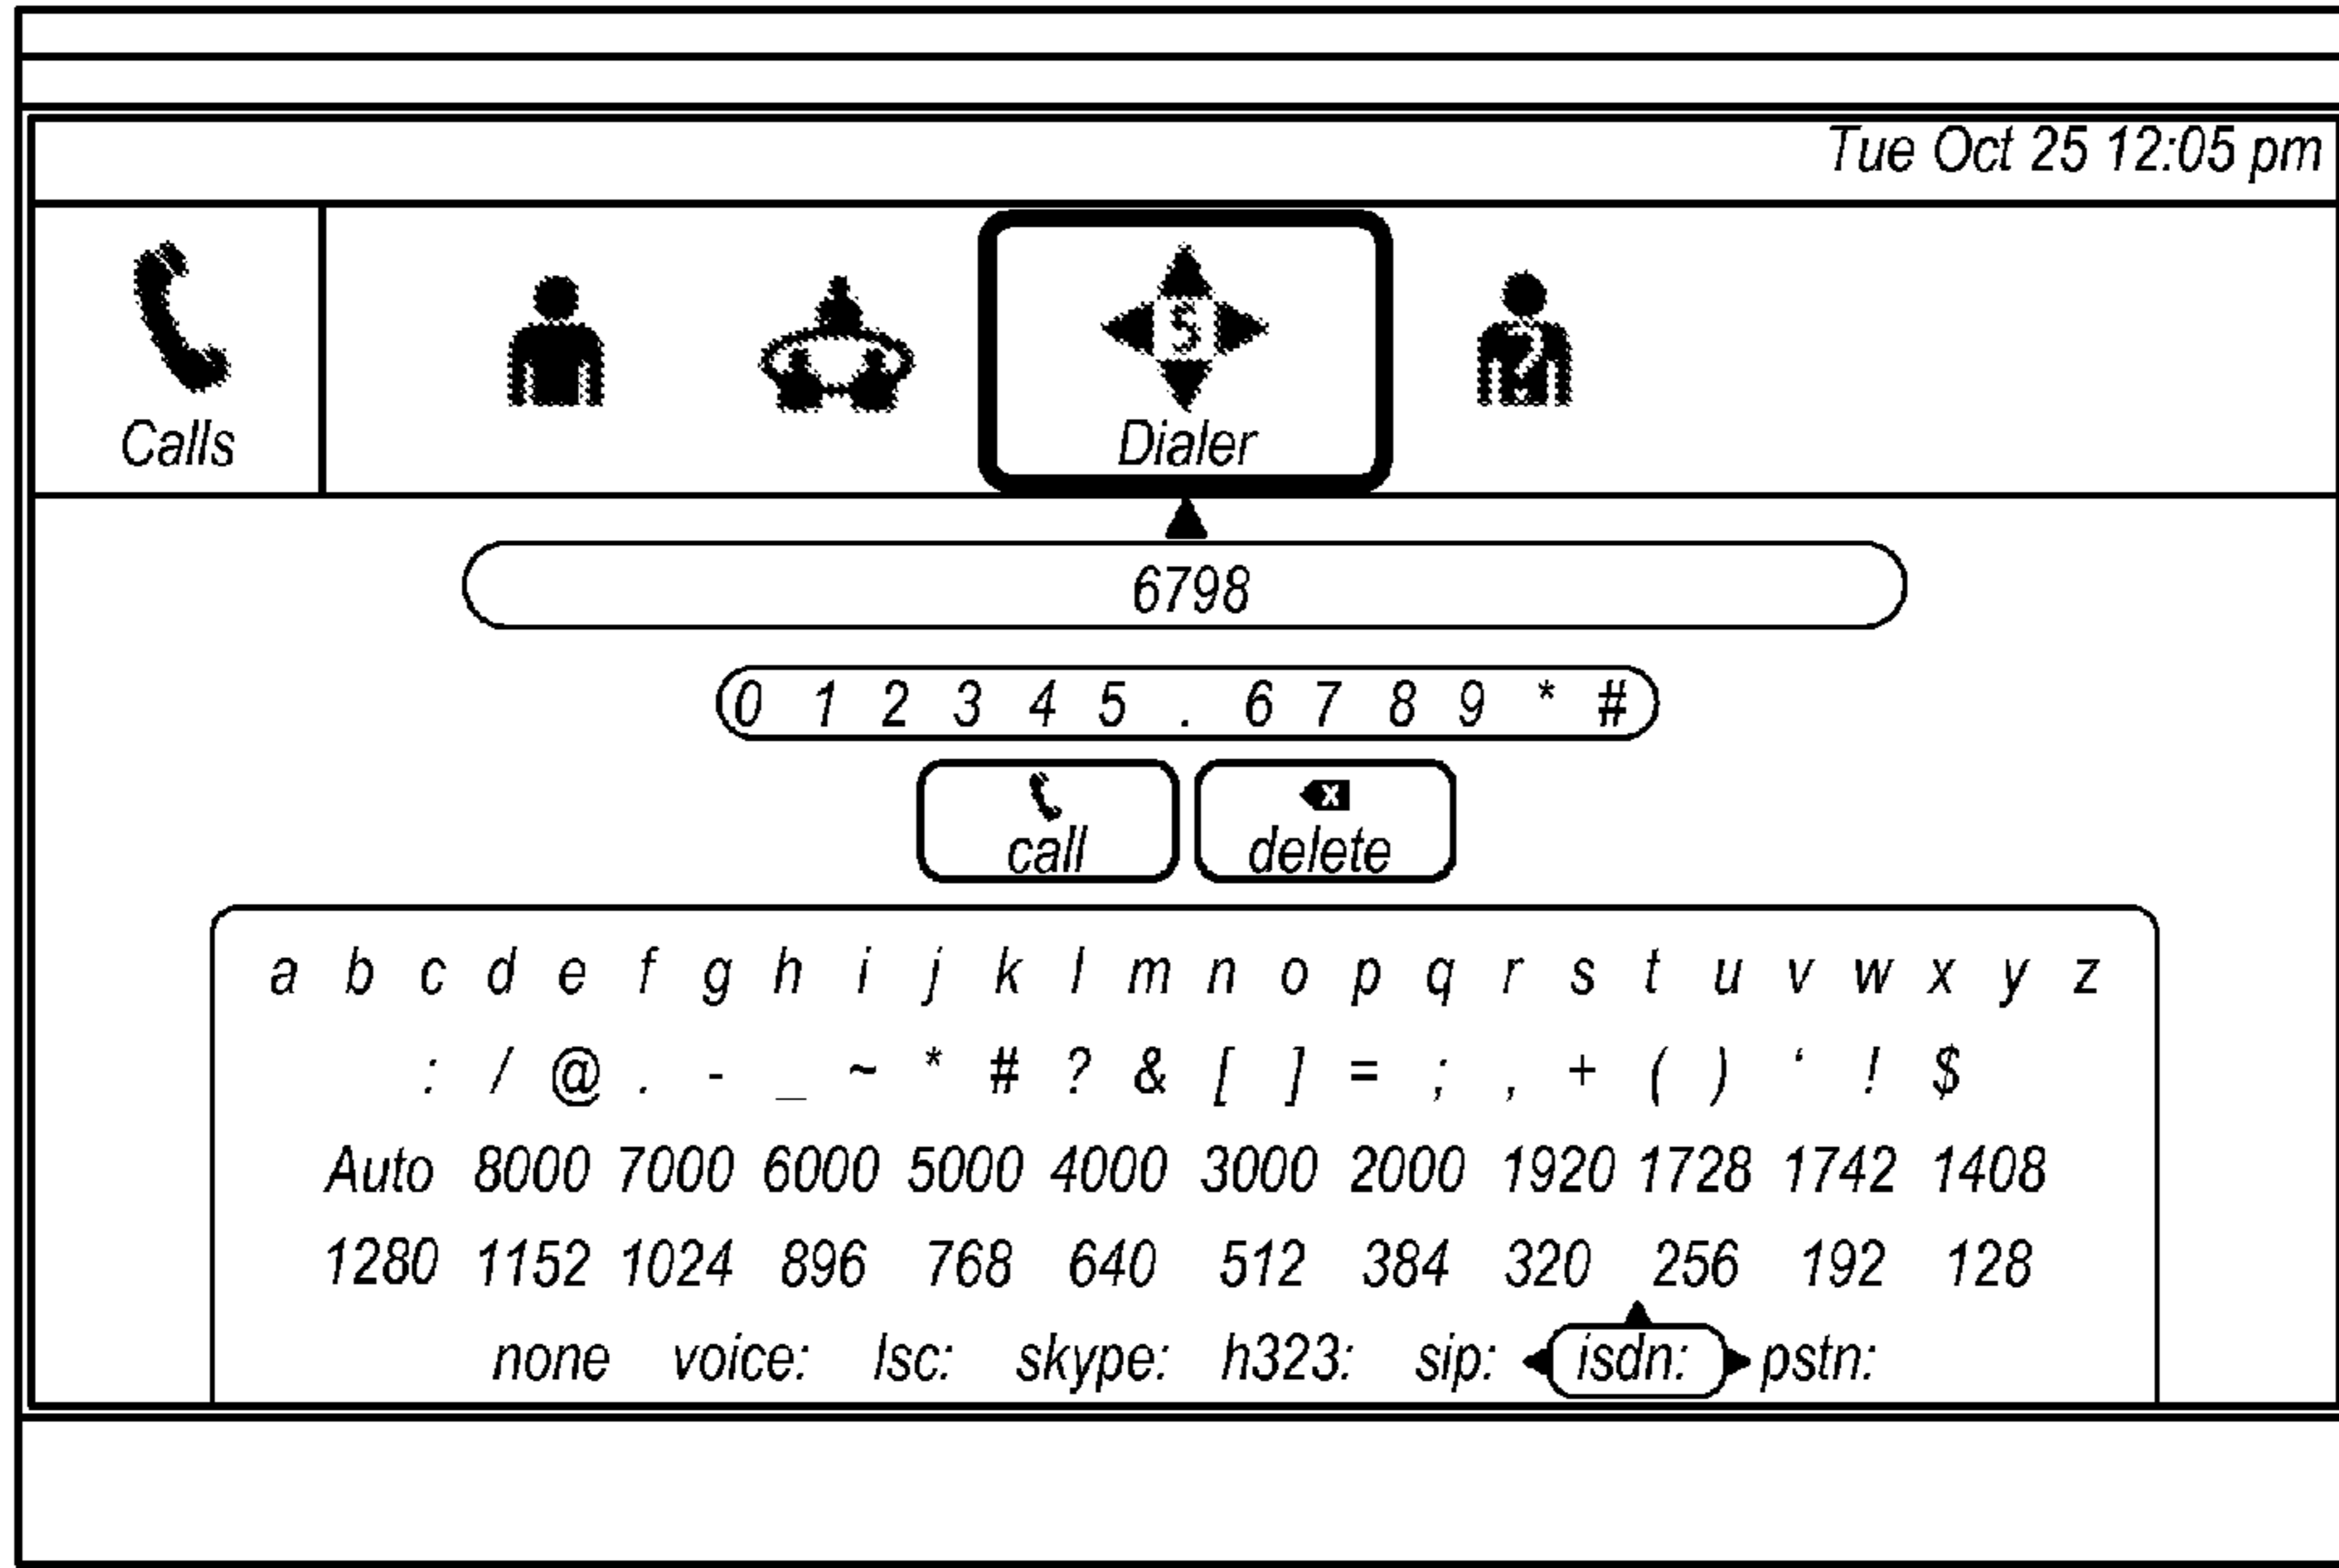 Tue Oct 25 12:05 pm
S
?
Calls
Dialer
6798
0 1 2 3 4 5 . 6 7 8 9 * #
x
call delete
a b c d e f g h i j k l m n o p q r s t u v w x y z
: / @ . - _ ~ * # ? & [ ] = ; , + ( ) ‘ ! $
Auto 8000 7000 6000 5000 4000 3000 2000 1920 1728 1742 1408
1280 1152 1024 896 768 640 512 384 320 256 192 128
none voice: lsc: skype: h323: sip: isdn: pstn: